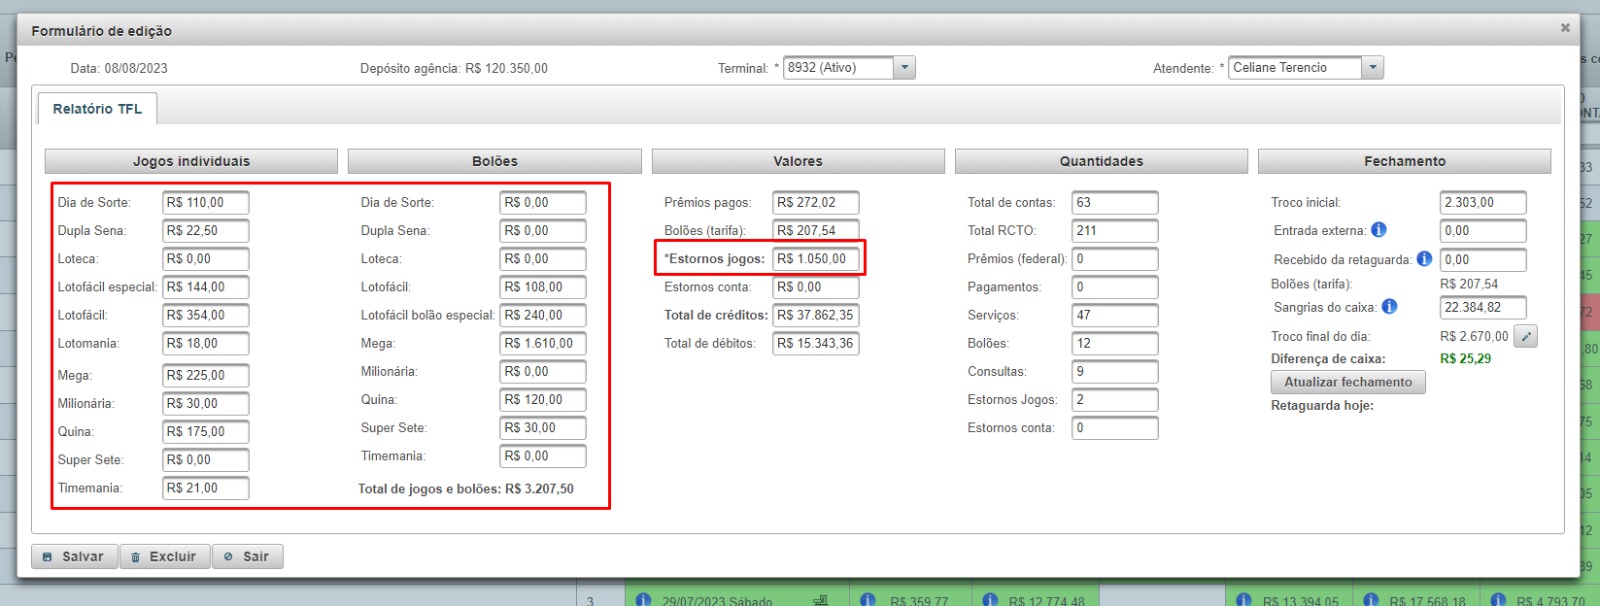 Formulário de edição
Data: 08/08/2023
Depósito agência: R$ 120.350,00
Terminal: * 8932 (Ativo)
Atendente: * Celiane Terencio
Relatório TFL
Jogos individuais
Dia de Sorte: R$ 110,00
Dupla Sena: R$ 22,50
Loteca: R$ 0,00
Lotofácil especial: R$ 144,00
Lotofácil: R$ 354,00
Lotomania: R$ 18,00
Mega: R$ 225,00
Milionária: R$ 30,00
Quina: R$ 175,00
Super Sete: R$ 0,00
Timemania: R$ 21,00
Bolões
Dia de Sorte: R$ 0,00
Dupla Sena: R$ 0,00
Loteca: R$ 0,00
Lotofácil: R$ 108,00
Lotofácil bolão especial: R$ 240,00
Mega: R$ 1.610,00
Milionária: R$ 0,00
Quina: R$ 120,00
Super Sete: R$ 30,00
Timemania: R$ 0,00
Total de jogos e bolões: R$ 3.207,50
Valores
Prêmios pagos: R$ 272,02
Bolões (tarifa): R$ 207,54
*Estornos jogos: R$ 1.050,00
Estornos conta: R$ 0,00
Total de créditos: R$ 37.862,35
Total de débitos: R$ 15.343,36
Quantidades
Total de contas: 63
Total RCTO: 211
Prêmios (federal): 0
Pagamentos: 0
Serviços: 47
Bolões: 12
Consultas: 9
Estornos Jogos: 2
Estornos conta: 0
Fechamento
Troco inicial: 2.303,00
Entrada externa: 0,00
Recebido da retaguarda: 0,00
Bolões (tarifa): R$ 207,54
Sangrias do caixa: 22.384,82
Troco final do dia: R$ 2.670,00
Diferença de caixa: R$ 25,29
Atualizar fechamento
Retaguarda hoje:
Salvar Excluir Sair
3 29/07/2023 Sábado R$ 359,77 R$ 12.774,48 R$ 13.394,05 R$ 17.568,18 R$ 4.793,70